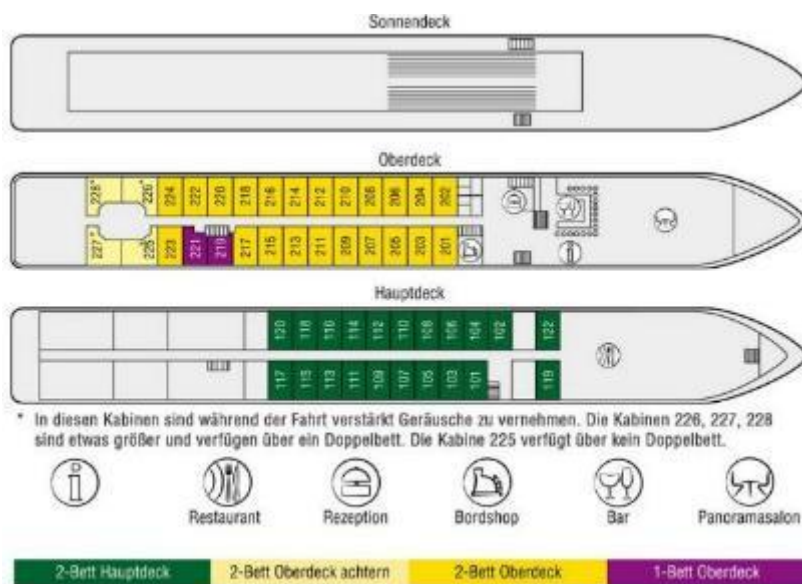 Sonnendeck
Oberdeck
228* 226* 224 222 220 218 216 214 212 210 208 206 204 202
227* 225* 223 221 219 217 215 213 211 209 207 205 203 201
Hauptdeck
120 118 116 114 112 110 108 106 104 102 122
117 115 113 111 109 107 105 103 101 119
* In diesen Kabinen sind während der Fahrt verstärkt Geräusche zu vernehmen. Die Kabinen 226, 227, 228
sind etwas größer und verfügen über ein Doppelbett. Die Kabine 225 verfügt über kein Doppelbett.
i
Restaurant Rezeption Bordshop Bar Panoramasalon
2-Bett Hauptdeck 2-Bett Oberdeck achtern 2-Bett Oberdeck 1-Bett Oberdeck